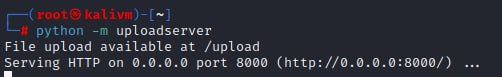 ┌──(root㉿kalivm)-[~]
└─# python -m uploadserver
File upload available at /upload
Serving HTTP on 0.0.0.0 port 8000 (http://0.0.0.0:8000/) ...